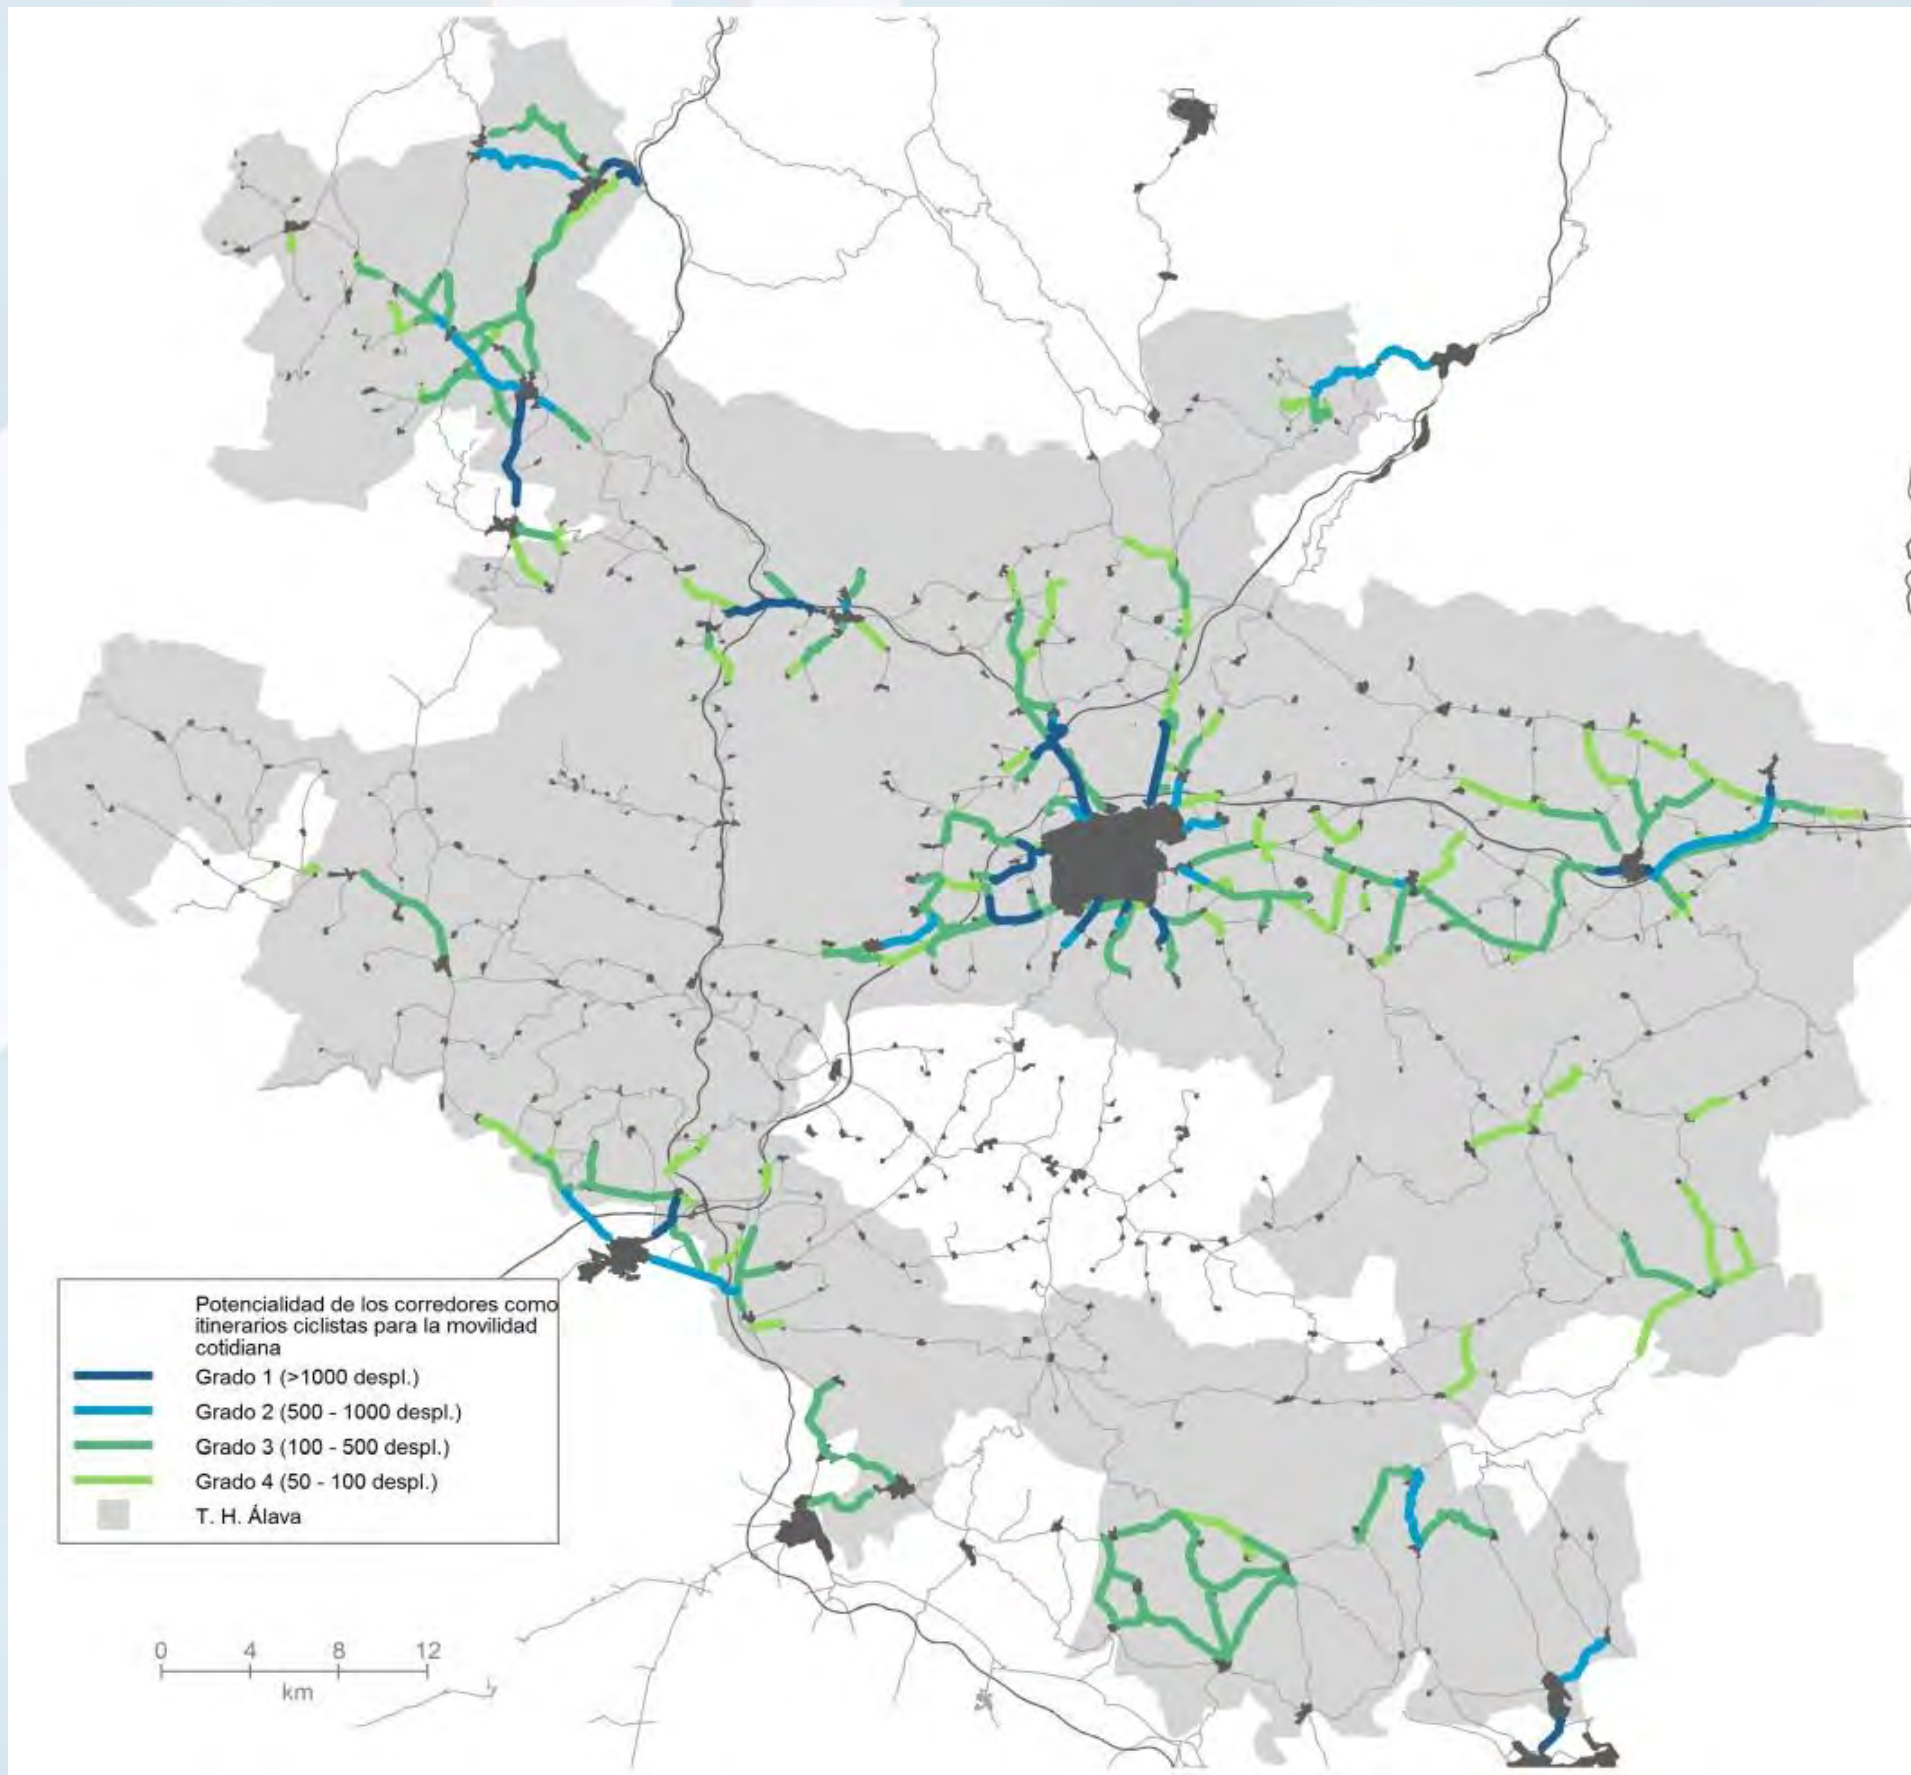 Potencialidad de los corredores como
itinerarios ciclistas para la movilidad
cotidiana
Grado 1 (>1000 despl.)
Grado 2 (500 - 1000 despl.)
Grado 3 (100 - 500 despl.)
Grado 4 (50 - 100 despl.)
T. H. Álava
0 4 8 12
km